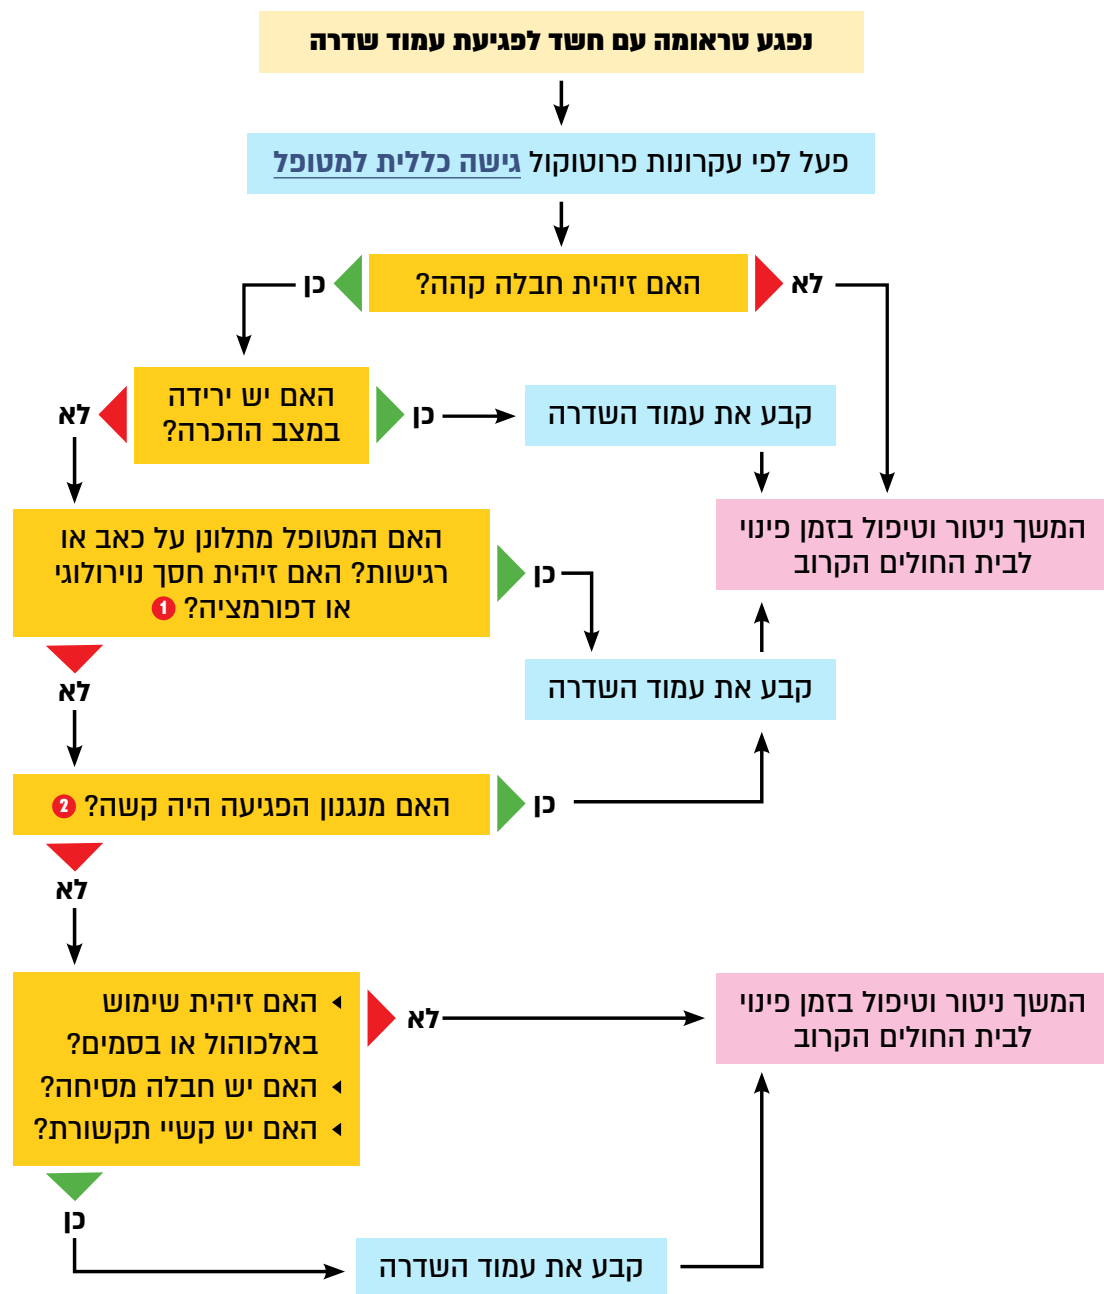 נפגע טראומה עם חשד לפגיעת עמוד שדרה
פעל לפי עקרונות פרוטוקול גישה כללית למטופל
האם זיהית חבלה קהה?
כן
לא
האם יש ירידה
במצב ההכרה?
כן
לא
קבע את עמוד השדרה
המשך ניטור וטיפול בזמן פינוי
לבית החולים הקרוב
האם המטופל מתלונן על כאב או
רגישות? האם זיהית חסך נוירולוגי
או דפורמציה? 1
כן
לא
קבע את עמוד השדרה
האם מנגנון הפגיעה היה קשה? 2
כן
לא
האם זיהית שימוש
באלכוהול או בסמים?
האם יש חבלה מסיחה?
האם יש קשיי תקשורת?
לא
כן
המשך ניטור וטיפול בזמן פינוי
לבית החולים הקרוב
קבע את עמוד השדרה